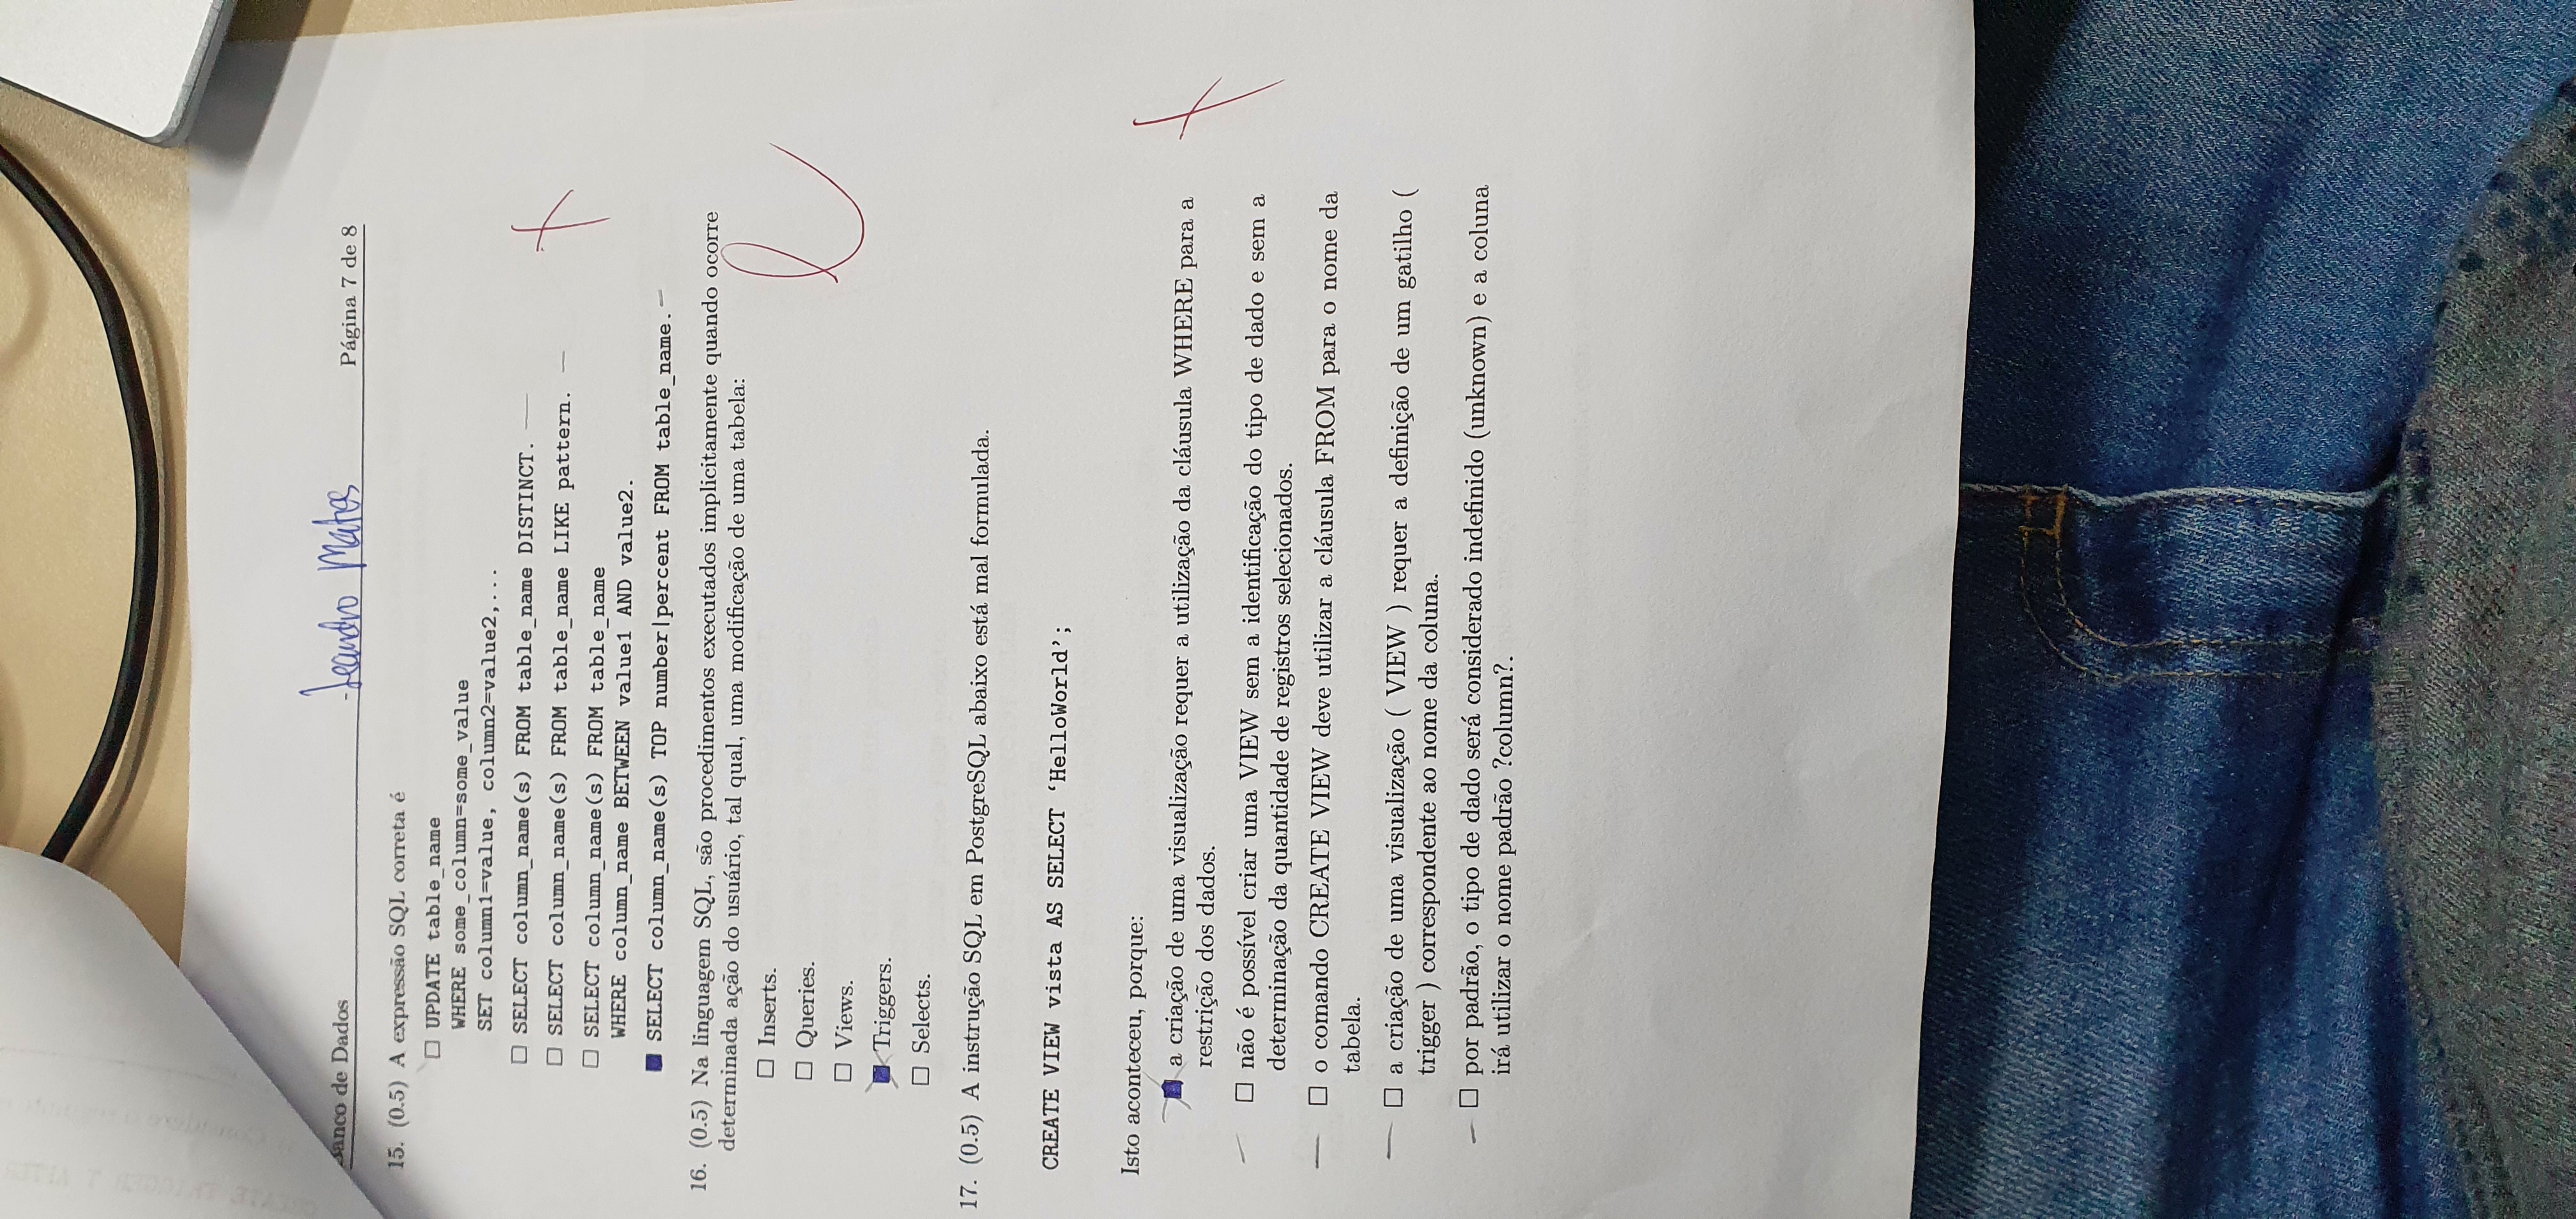 Banco de Dados
Leandro Matos
Página 7 de 8
15. (0.5) A expressão SQL correta é
☐ UPDATE table_name
WHERE some_column=some_value
SET column1=value, column2=value2,...
☐ SELECT column_name(s) FROM table_name DISTINCT.
☐ SELECT column_name(s) FROM table_name LIKE pattern.
☐ SELECT column_name(s) FROM table_name
WHERE column_name BETWEEN value1 AND value2.
■ SELECT column_name(s) TOP number|percent FROM table_name.
16. (0.5) Na linguagem SQL, são procedimentos executados implicitamente quando ocorre
determinada ação do usuário, tal qual, uma modificação de uma tabela:
☐ Inserts.
☐ Queries.
☐ Views.
■ Triggers.
☐ Selects.
17. (0.5) A instrução SQL em PostgreSQL abaixo está mal formulada.
CREATE VIEW vista AS SELECT ‘HelloWorld’;
Isto aconteceu, porque:
■ a criação de uma visualização requer a utilização da cláusula WHERE para a
restrição dos dados.
☐ não é possível criar uma VIEW sem a identificação do tipo de dado e sem a
determinação da quantidade de registros selecionados.
☐ o comando CREATE VIEW deve utilizar a cláusula FROM para o nome da
tabela.
☐ a criação de uma visualização ( VIEW ) requer a definição de um gatilho (
trigger ) correspondente ao nome da coluna.
☐ por padrão, o tipo de dado será considerado indefinido (unknown) e a coluna
irá utilizar o nome padrão ?column?.